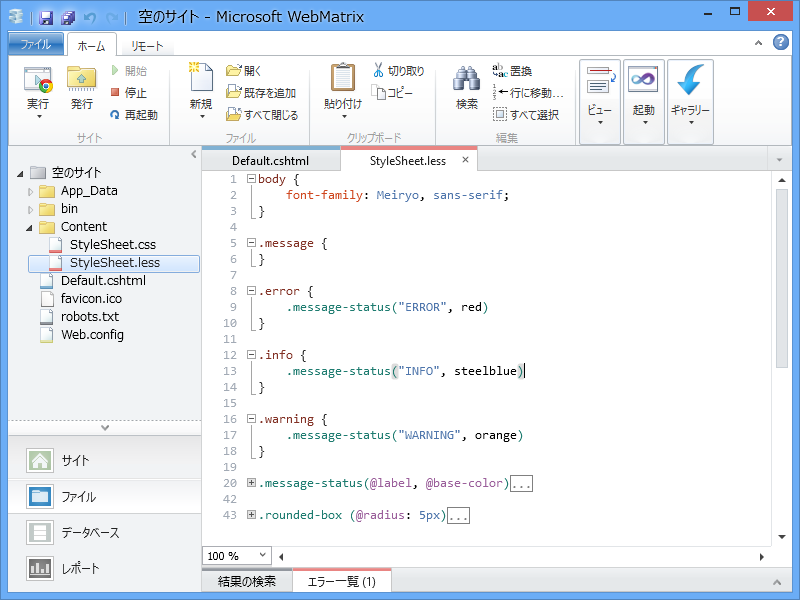 空のサイト - Microsoft WebMatrix
ファイル ホーム リモート
実行 発行 開始 停止 再起動
サイト
新規 開く 既存を追加 すべて閉じる
ファイル
貼り付け 切り取り コピー
クリップボード
検索 置換 行に移動... すべて選択
編集
ビュー 起動 ギャラリー
空のサイト
App_Data
bin
Content
StyleSheet.css
StyleSheet.less
Default.cshtml
favicon.ico
robots.txt
Web.config
サイト
ファイル
データベース
レポート
Default.cshtml StyleSheet.less
1 body {
2 font-family: Meiryo, sans-serif;
3 }
4
5 .message {
6 }
7
8 .error {
9 .message-status("ERROR", red)
10 }
11
12 .info {
13 .message-status("INFO", steelblue)
14 }
15
16 .warning {
17 .message-status("WARNING", orange)
18 }
19
20 .message-status(@label, @base-color)...
42
43 .rounded-box (@radius: 5px)...
100 %
結果の検索 エラー一覧 (1)